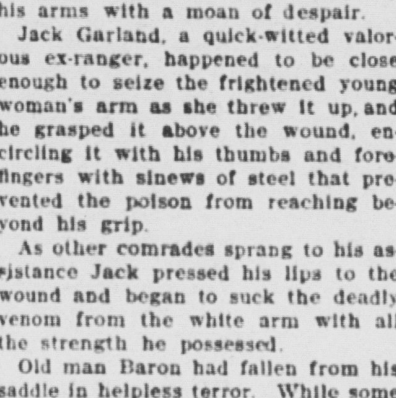 his arms with a moan of despair.
Jack Garland, a quick-witted valor-
ous ex-ranger, happened to be close
enough to seize the frightened young
woman's arm as she threw it up, and
he grasped it above the wound, en-
circling it with his thumbs and fore-
fingers with sinews of steel that pre-
vented the poison from reaching be-
yond his grip.
As other comrades sprang to his as-
sistance Jack pressed his lips to the
wound and began to suck the deadly
venom from the white arm with all
the strength he possessed.
Old man Baron had fallen from his
saddle in helpless terror. While some